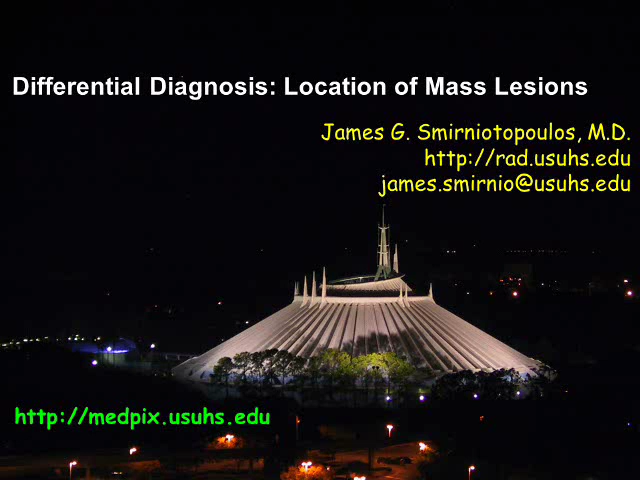 Differential Diagnosis: Location of Mass Lesions
James G. Smirniotopoulos, M.D.
http://rad.usuhs.edu
james.smirnio@usuhs.edu
http://medpix.usuhs.edu